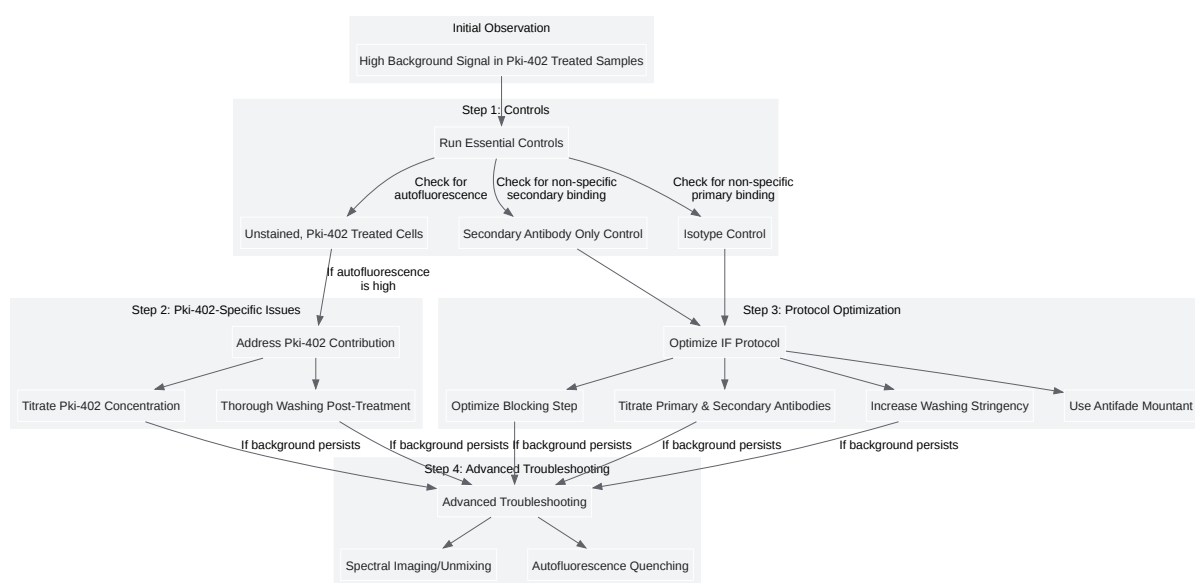 Initial Observation
High Background Signal in Pki-402 Treated Samples
Step 1: Controls
Run Essential Controls
Check for
autofluorescence
Check for non-specific
secondary binding
Check for non-specific
primary binding
Unstained, Pki-402 Treated Cells
Secondary Antibody Only Control
Isotype Control
If autofluorescence
is high
Step 2: Pki-402-Specific Issues
Step 3: Protocol Optimization
Address Pki-402 Contribution
Optimize IF Protocol
Titrate Pki-402 Concentration
Thorough Washing Post-Treatment
Optimize Blocking Step
Titrate Primary & Secondary Antibodies
Increase Washing Stringency
Use Antifade Mountant
If background persists
If background persists
If background persists
If background persists
If background persists
Step 4: Advanced Troubleshooting
Advanced Troubleshooting
Spectral Imaging/Unmixing
Autofluorescence Quenching